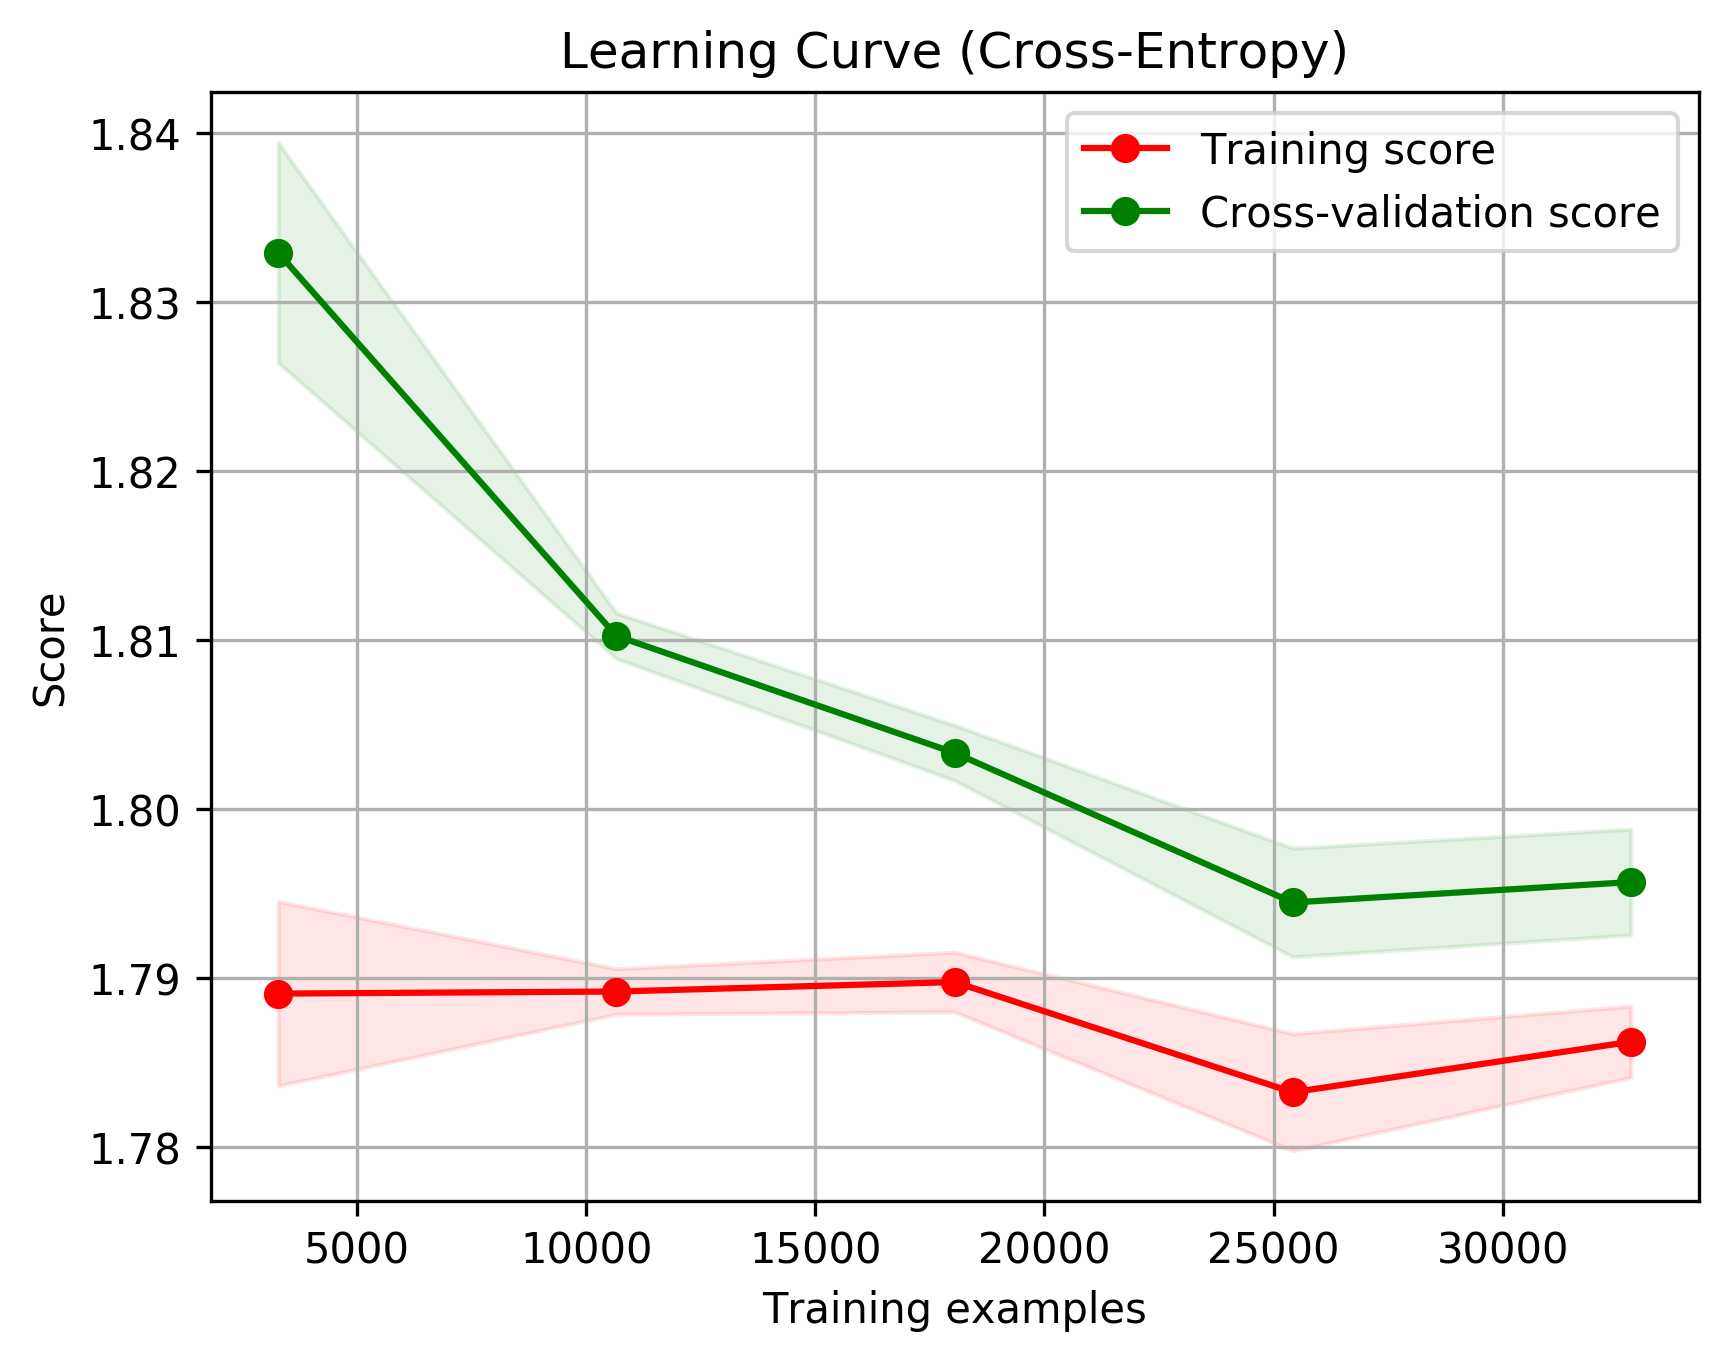 Learning Curve (Cross-Entropy)
Training score
Cross-validation score
1.84
1.83
1.82
1.81
1.80
1.79
1.78
Score
5000 10000 15000 20000 25000 30000
Training examples